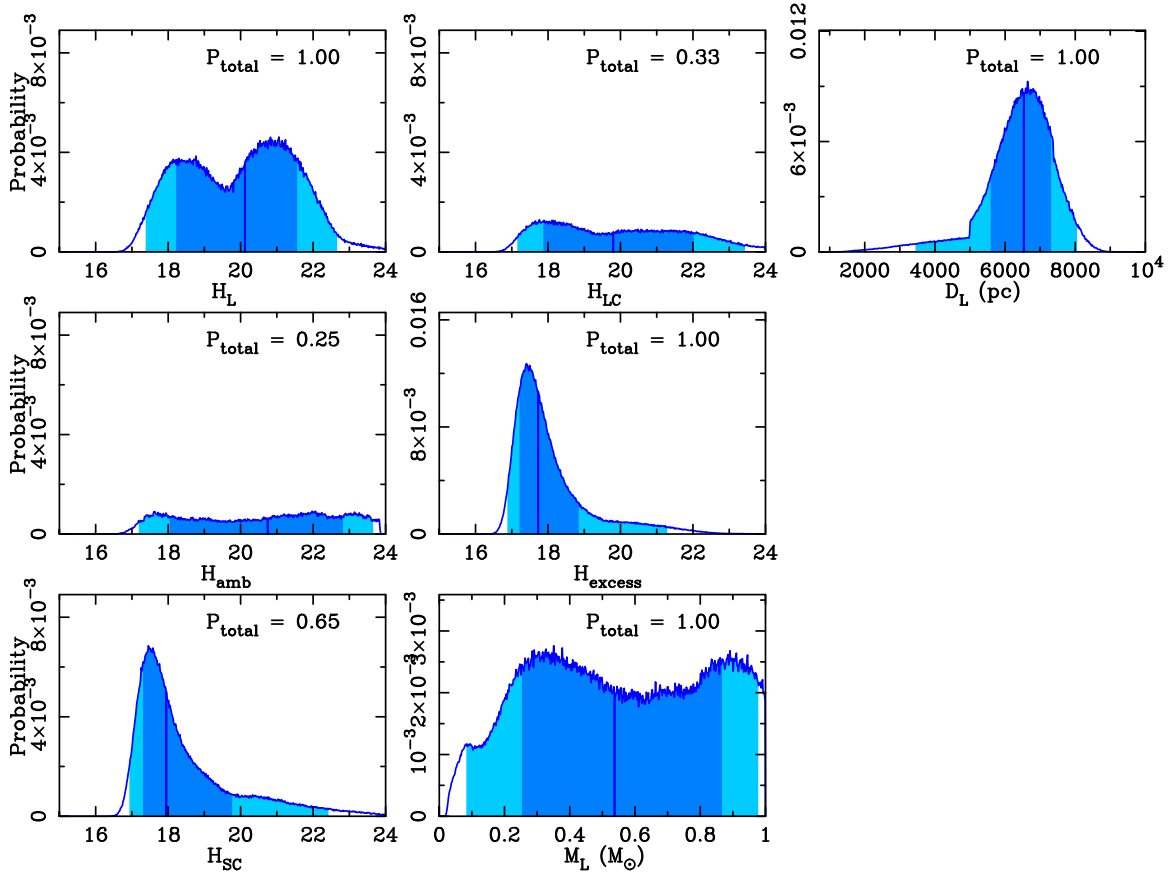 Probability
0 4×10⁻³ 8×10⁻³
P_total = 1.00
16 18 20 22 24
H_L
0 4×10⁻³ 8×10⁻³
P_total = 0.33
16 18 20 22 24
H_LC
0 6×10⁻³ 0.012
P_total = 1.00
2000 4000 6000 8000 10⁴
D_L (pc)
Probability
0 4×10⁻³ 8×10⁻³
P_total = 0.25
16 18 20 22 24
H_amb
0 8×10⁻³ 0.016
P_total = 1.00
16 18 20 22 24
H_excess
Probability
0 4×10⁻³ 8×10⁻³
P_total = 0.65
16 18 20 22 24
H_SC
0 10⁻³ 2×10⁻³ 3×10⁻³
P_total = 1.00
0 0.2 0.4 0.6 0.8 1
M_L (M_⊙)